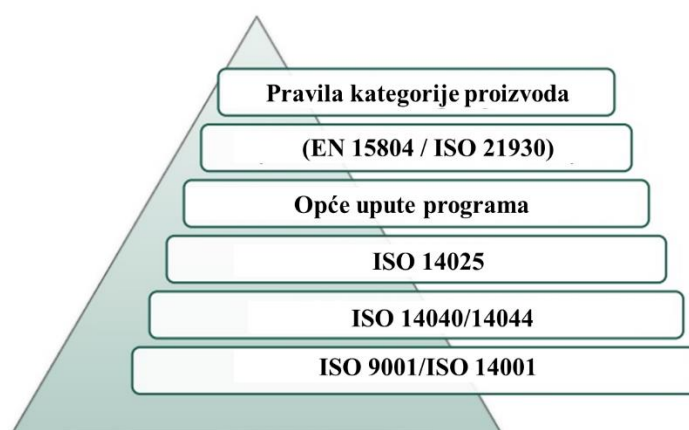 Pravila kategorije proizvoda
(EN 15804 / ISO 21930)
Opće upute programa
ISO 14025
ISO 14040/14044
ISO 9001/ISO 14001